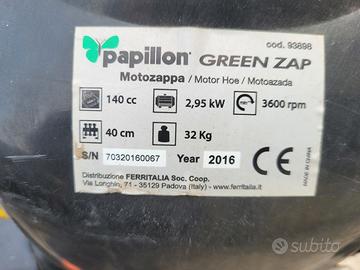 cod. 93898
papillon® GREEN ZAP
Motozappa / Motor Hoe / Motoazada
140 cc 2,95 kW 3600 rpm
40 cm 32 Kg
S/N 70320160067 Year 2016 CE
MADE IN CHINA
Distribuzione FERRITALIA Soc. Coop.
Via Longhin, 71 - 35129 Padova (Italy) - www.ferritalia.it
subito